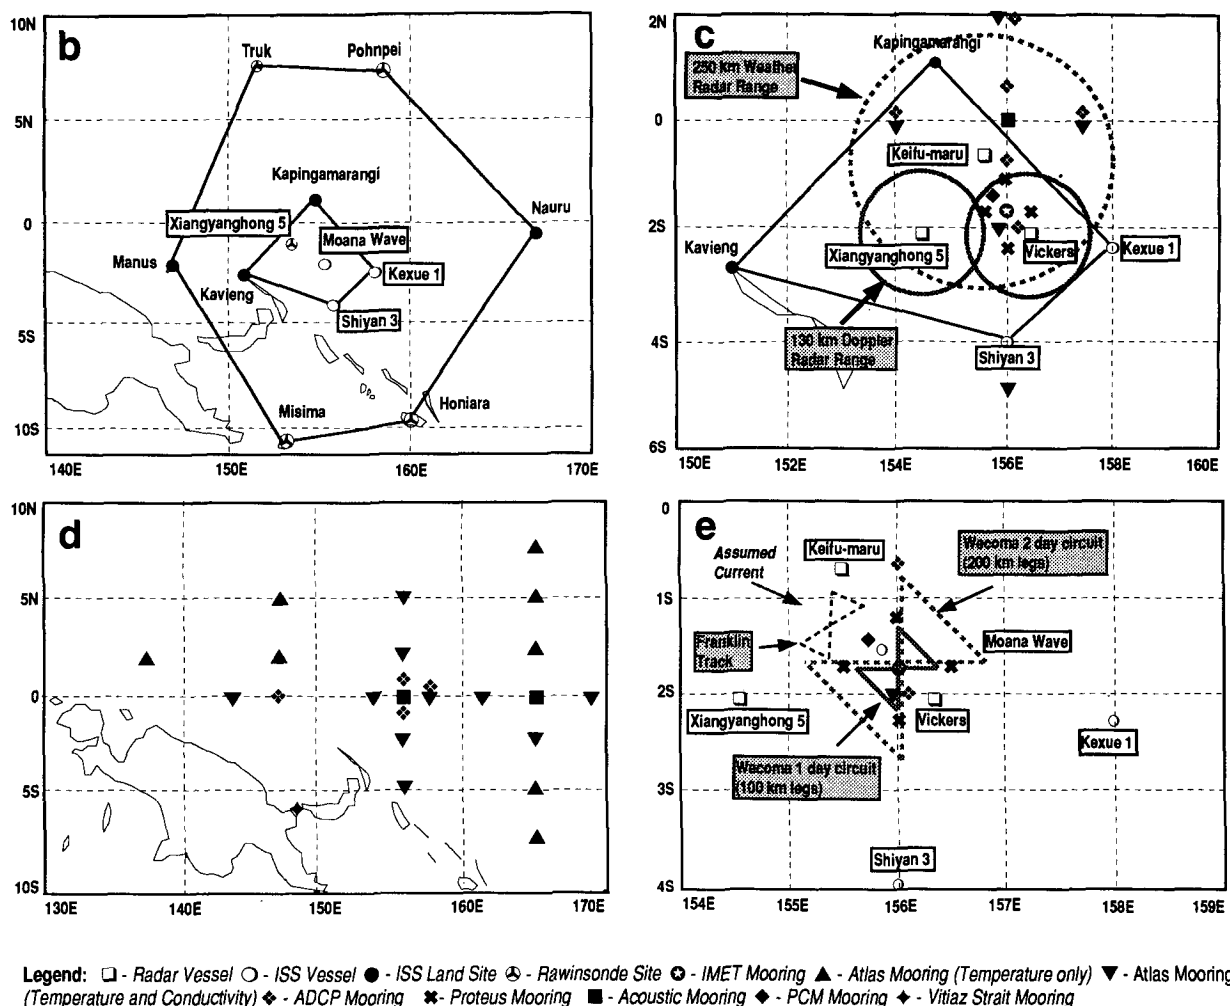 b
10N
5N
0
5S
10S
140E
150E
160E
170E
Truk
Pohnpei
Kapingamarangi
Xiangyanghong 5
Moana Wave
Nauru
Manus
Kexue 1
Kavieng
Shiyan 3
Misima
Honiara
c
2N
0
2S
4S
6S
150E
152E
154E
156E
158E
160E
Kapingamarangi
250 km Weather
Radar Range
Keifu-maru
Kavieng
Xiangyanghong 5
Vickers
Kexue 1
130 km Doppler
Radar Range
Shiyan 3
d
10N
5N
0
5S
10S
130E
140E
150E
160E
170E
e
0
1S
2S
3S
4S
154E
155E
156E
157E
158E
159E
Keifu-maru
Wecoma 2 day circuit
(200 km legs)
Assumed
Current
Franklin
Track
Moana Wave
Xiangyanghong 5
Vickers
Kexue 1
Wecoma 1 day circuit
(100 km legs)
Shiyan 3
Legend: - Radar Vessel - ISS Vessel - ISS Land Site - Rawinsonde Site - IMET Mooring - Atlas Mooring (Temperature only) - Atlas Mooring
(Temperature and Conductivity) - ADCP Mooring - Proteus Mooring - Acoustic Mooring - PCM Mooring - Vitiaz Strait Mooring